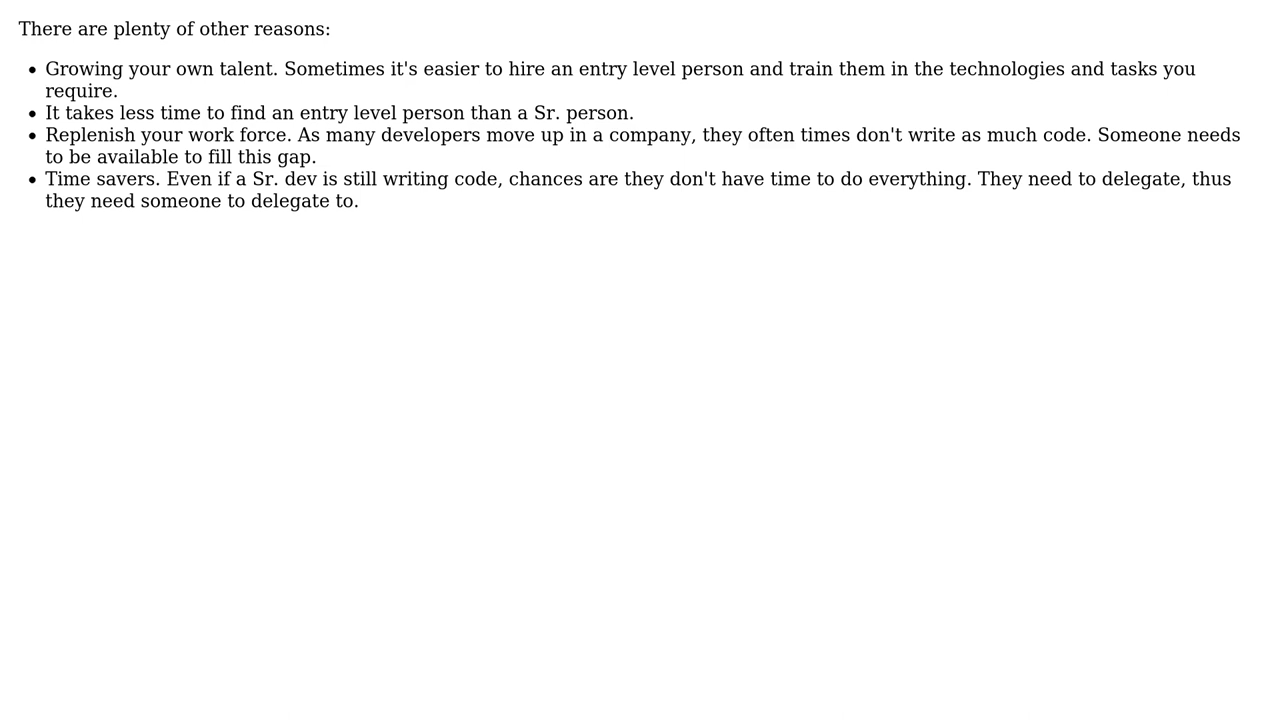 There are plenty of other reasons:
• Growing your own talent. Sometimes it's easier to hire an entry level person and train them in the technologies and tasks you
require.
• It takes less time to find an entry level person than a Sr. person.
• Replenish your work force. As many developers move up in a company, they often times don't write as much code. Someone needs
to be available to fill this gap.
• Time savers. Even if a Sr. dev is still writing code, chances are they don't have time to do everything. They need to delegate, thus
they need someone to delegate to.